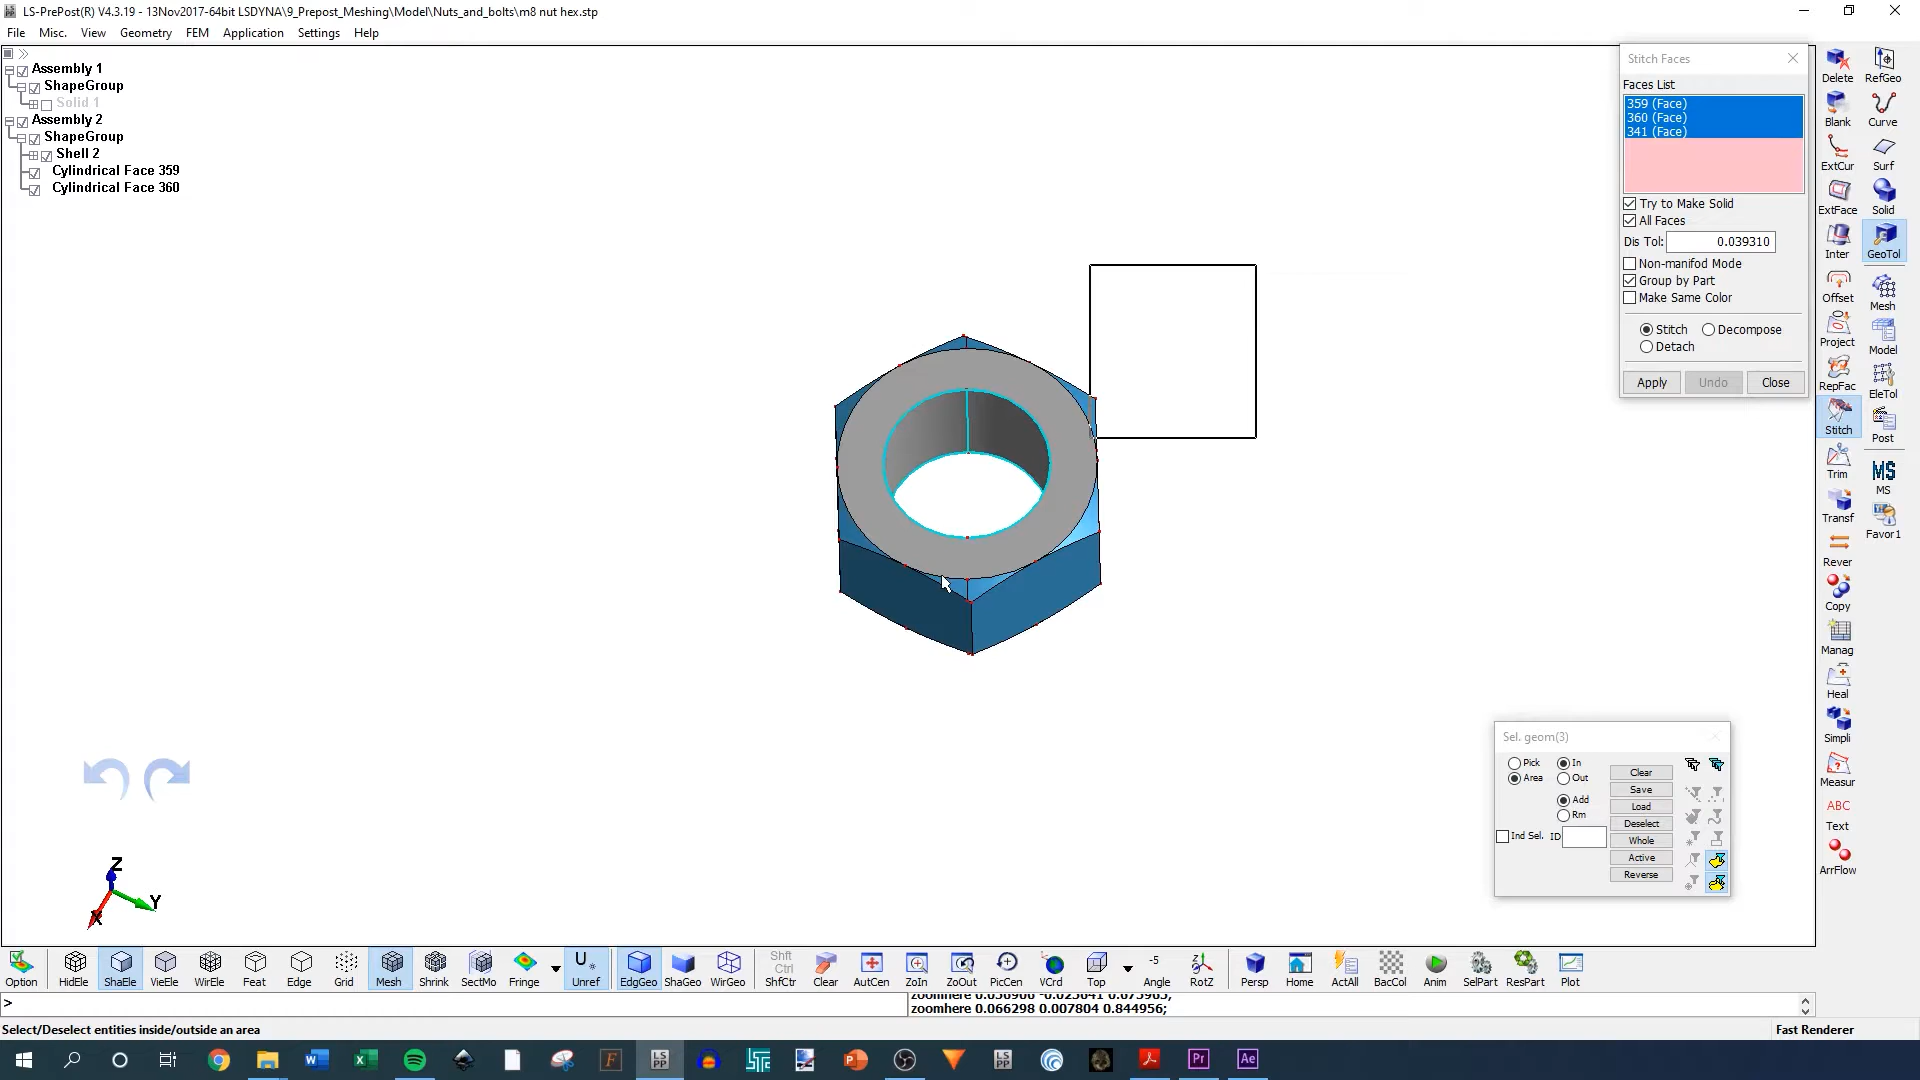 LS-PrePost(R) V4.3.19 - 13Nov2017-64bit LSDYNA\9_Prepost_Meshing\Model\Nuts_and_bolts\m8 nut hex.stp
File Misc. View Geometry FEM Application Settings Help
Assembly 1
ShapeGroup
Solid 1
Assembly 2
ShapeGroup
Shell 2
Cylindrical Face 359
Cylindrical Face 360
Stitch Faces
Faces List
359 (Face)
360 (Face)
341 (Face)
Try to Make Solid
All Faces
Dis Tol: 0.039310
Non-manifod Mode
Group by Part
Make Same Color
Stitch Decompose
Detach
Apply Undo Close
Delete RefGeo
Blank Curve
ExtCur Surf
ExtFace Solid
Inter GeoTol
Offset Mesh
Project Model
RepFac EleTol
Stitch Post
Trim MS MS
Transf Favor1
Rever
Copy
Manag
Heal
Simpli
Measur
ABC
Text
ArrFlow
Sel. geom(3)
Pick In Clear
Area Out Save
Add Load
Rm Deselect
Ind Sel. ID Whole
Active
Reverse
Z
Y
X
Option HidEle ShaEle VieEle WirEle Feat Edge Grid Mesh Shrink SectMo Fringe Unref EdgGeo ShaGeo WirGeo Shft Ctrl ShfCtr Clear AutCen ZoIn ZoOut PicCen VCrd Top -5 Angle RotZ Persp Home ActAll BacCol Anim SelPart ResPart Plot
>
zoomhere 0.066298 0.007804 0.844956;
Select/Deselect entities inside/outside an area
Fast Renderer